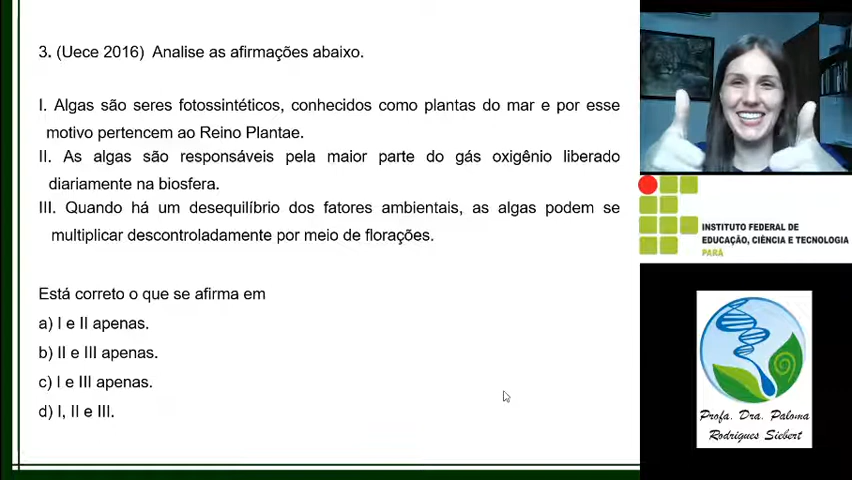 3. (Uece 2016) Analise as afirmações abaixo.
I. Algas são seres fotossintéticos, conhecidos como plantas do mar e por esse
motivo pertencem ao Reino Plantae.
II. As algas são responsáveis pela maior parte do gás oxigênio liberado
diariamente na biosfera.
III. Quando há um desequilíbrio dos fatores ambientais, as algas podem se
multiplicar descontroladamente por meio de florações.
Está correto o que se afirma em
a) I e II apenas.
b) II e III apenas.
c) I e III apenas.
d) I, II e III.
INSTITUTO FEDERAL DE
EDUCAÇÃO, CIÊNCIA E TECNOLOGIA
PARÁ
Profa. Dra. Paloma
Rodrigues Siebert